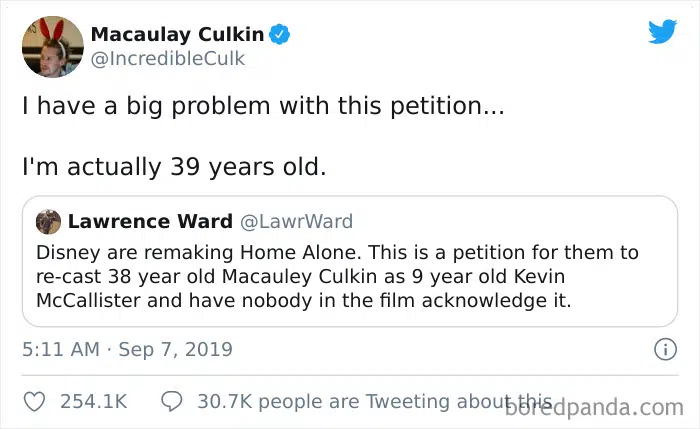 Macaulay Culkin
@IncredibleCulk
I have a big problem with this petition...
I'm actually 39 years old.
Lawrence Ward @LawrWard
Disney are remaking Home Alone. This is a petition for them to
re-cast 38 year old Macauley Culkin as 9 year old Kevin
McCallister and have nobody in the film acknowledge it.
5:11 AM · Sep 7, 2019
254.1K 30.7K people are Tweeting about this
boredpanda.com